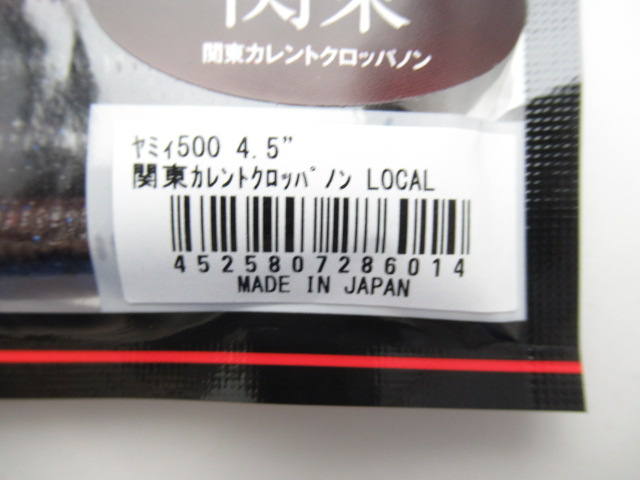 関東
関東カレントクロッパノン
ﾔﾐｨ500 4.5”
関東ｶﾚﾝﾄｸﾛｯﾊﾟﾉﾝ LOCAL
4525807286014
MADE IN JAPAN